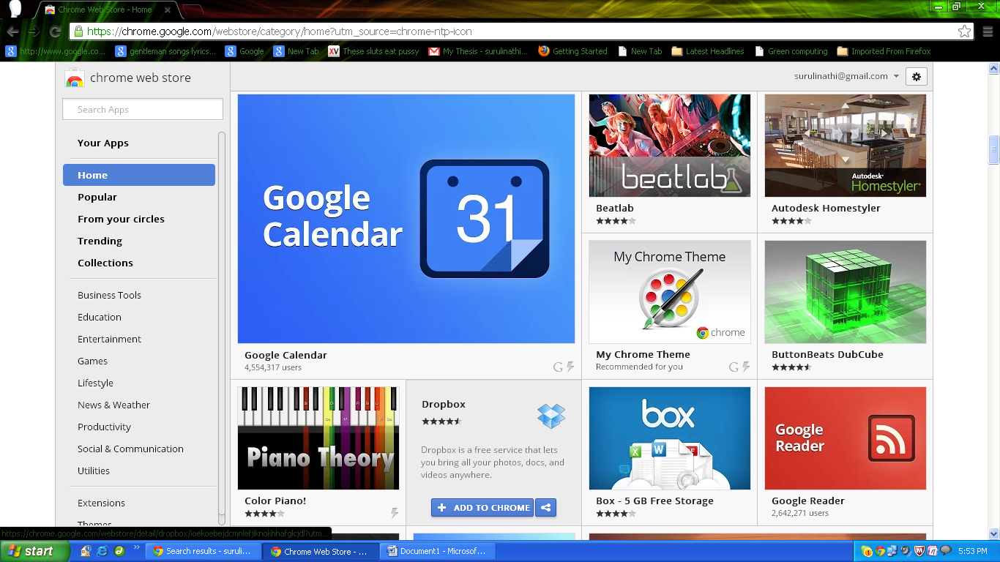 Chrome Web Store - Home
https://chrome.google.com/webstore/category/home?utm_source=chrome-ntp-icon
http://www.google.co... gentleman songs lyrics... Google New Tab These sluts eat pussy My Thesis - surulinathi... Getting Started New Tab Latest Headlines Green computing Imported From Firefox
chrome web store
surulinathi@gmail.com
Search Apps
Your Apps
Home
Popular
From your circles
Trending
Collections
Business Tools
Education
Entertainment
Games
Lifestyle
News & Weather
Productivity
Social & Communication
Utilities
Extensions
Themes
Google
Calendar
31
Google Calendar
4,554,317 users
beatlab
Beatlab
Autodesk®
Homestyler®
Autodesk Homestyler
My Chrome Theme
chrome
My Chrome Theme
Recommended for you
ButtonBeats DubCube
Piano Theory
Color Piano!
Dropbox
Dropbox is a free service that lets
you bring all your photos, docs, and
videos anywhere.
ADD TO CHROME
box
Box - 5 GB Free Storage
Google
Reader
Google Reader
2,642,271 users
https://chrome.google.com/webstore/detail/dropbox/ioekoebejdcmnlefjiknokhhafglcjdl?utm...
start
Search results - suruli...
Chrome Web Store - ...
Document1 - Microsof...
5:53 PM